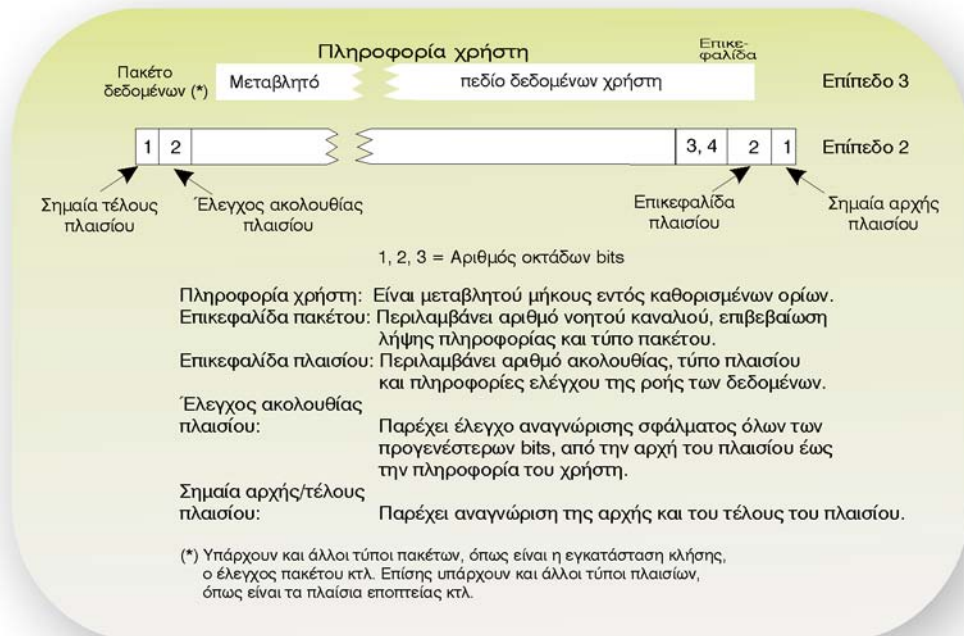 Πληροφορία χρήστη
Επικε-
φαλίδα
Πακέτο
δεδομένων (*)
Μεταβλητό
πεδίο δεδομένων χρήστη
Επίπεδο 3
1
2
3, 4
2
1
Επίπεδο 2
Σημαία τέλους
πλαισίου
Έλεγχος ακολουθίας
πλαισίου
Επικεφαλίδα
πλαισίου
Σημαία αρχής
πλαισίου
1, 2, 3 = Αριθμός οκτάδων bits
Πληροφορία χρήστη: Είναι μεταβλητού μήκους εντός καθορισμένων ορίων.
Επικεφαλίδα πακέτου: Περιλαμβάνει αριθμό νοητού καναλιού, επιβεβαίωση
λήψης πληροφορίας και τύπο πακέτου.
Επικεφαλίδα πλαισίου: Περιλαμβάνει αριθμό ακολουθίας, τύπο πλαισίου
και πληροφορίες ελέγχου της ροής των δεδομένων.
Έλεγχος ακολουθίας
πλαισίου: Παρέχει έλεγχο αναγνώρισης σφάλματος όλων των
προγενέστερων bits, από την αρχή του πλαισίου έως
την πληροφορία του χρήστη.
Σημαία αρχής/τέλους
πλαισίου: Παρέχει αναγνώριση της αρχής και του τέλους του πλαισίου.
(*) Υπάρχουν και άλλοι τύποι πακέτων, όπως είναι η εγκατάσταση κλήσης,
ο έλεγχος πακέτου κτλ. Επίσης υπάρχουν και άλλοι τύποι πλαισίων,
όπως είναι τα πλαίσια εποπτείας κτλ.